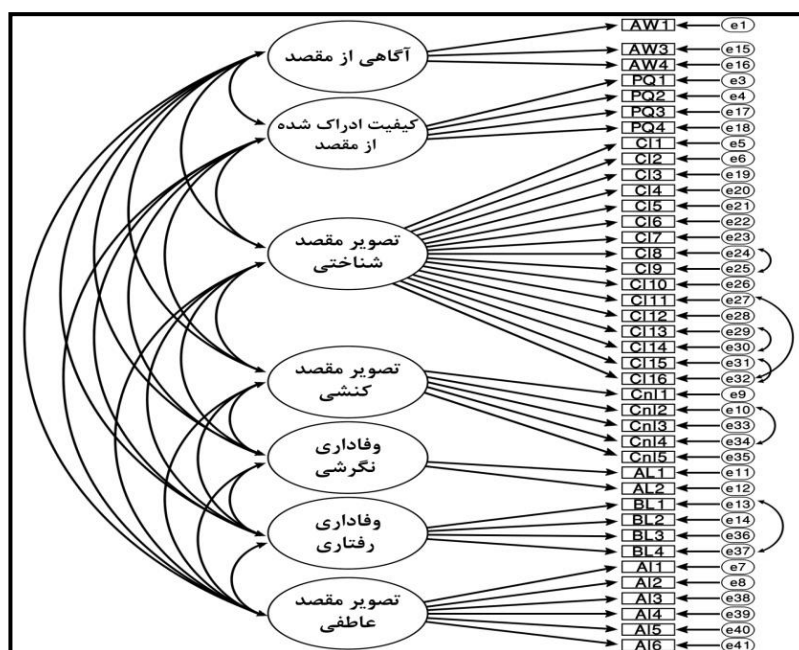 آگاهی از مقصد
کیفیت ادراک شده
از مقصد
تصویر مقصد
شناختی
تصویر مقصد
کنشی
وفاداری
نگرشی
وفاداری
رفتاری
تصویر مقصد
عاطفی
AW1 e1
AW3 e15
AW4 e16
PQ1 e3
PQ2 e4
PQ3 e17
PQ4 e18
CI1 e5
CI2 e6
CI3 e19
CI4 e20
CI5 e21
CI6 e22
CI7 e23
CI8 e24
CI9 e25
CI10 e26
CI11 e27
CI12 e28
CI13 e29
CI14 e30
CI15 e31
CI16 e32
CnI1 e9
CnI2 e10
CnI3 e33
CnI4 e34
CnI5 e35
AL1 e11
AL2 e12
BL1 e13
BL2 e14
BL3 e36
BL4 e37
AI1 e7
AI2 e8
AI3 e38
AI4 e39
AI5 e40
AI6 e41